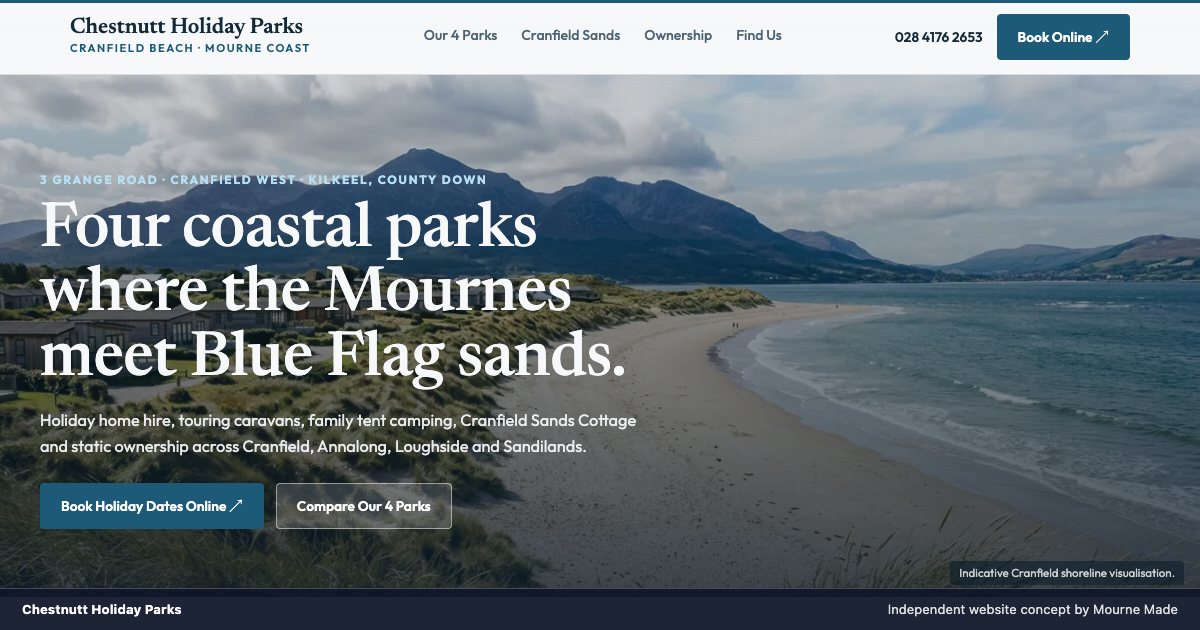 Chestnutt Holiday Parks
CRANFIELD BEACH · MOURNE COAST
Our 4 Parks
Cranfield Sands
Ownership
Find Us
028 4176 2653
Book Online ↗
3 GRANGE ROAD · CRANFIELD WEST · KILKEEL, COUNTY DOWN
Four coastal parks
where the Mournes
meet Blue Flag sands.
Holiday home hire, touring caravans, family tent camping, Cranfield Sands Cottage
and static ownership across Cranfield, Annalong, Loughside and Sandilands.
Book Holiday Dates Online ↗
Compare Our 4 Parks
Indicative Cranfield shoreline visualisation.
Chestnutt Holiday Parks
Independent website concept by Mourne Made